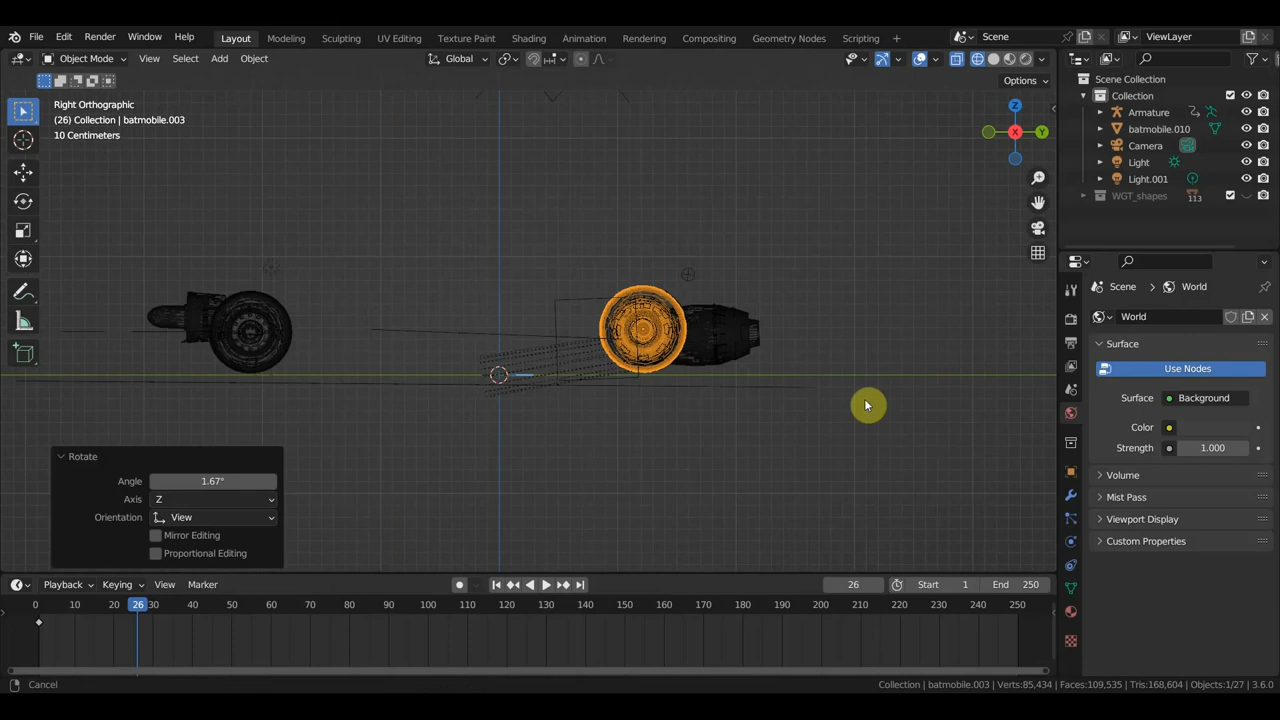 File Edit Render Window Help Layout Modeling Sculpting UV Editing Texture Paint Shading Animation Rendering Compositing Geometry Nodes Scripting + Scene ViewLayer
Object Mode View Select Add Object Global
Options
Right Orthographic
(26) Collection | batmobile.003
10 Centimeters
Z
X
Y
Rotate
Angle 1.67°
Axis Z
Orientation View
Mirror Editing
Proportional Editing
Scene Collection
Collection
Armature
batmobile.010
Camera
Light
Light.001
WGT_shapes 113
Scene > World
World
Surface
Use Nodes
Surface Background
Color
Strength 1.000
Volume
Mist Pass
Viewport Display
Custom Properties
Playback Keying View Marker 26 Start 1 End 250
0 10 20 26 30 40 50 60 70 80 90 100 110 120 130 140 150 160 170 180 190 200 210 220 230 240 250
Cancel Collection | batmobile.003 | Verts:85,434 | Faces:109,535 | Tris:168,604 | Objects:1/27 | 3.6.0